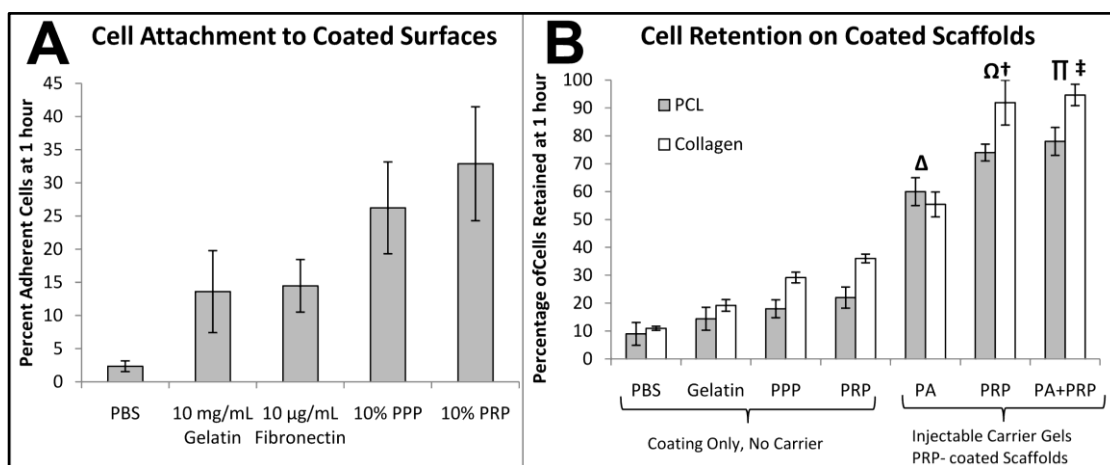 A
Cell Attachment to Coated Surfaces
Percent Adherent Cells at 1 hour
45
40
35
30
25
20
15
10
5
0
PBS
10 mg/mL
Gelatin
10 µg/mL
Fibronectin
10% PPP
10% PRP
B
Cell Retention on Coated Scaffolds
Percentage ofCells Retained at 1 hour
100
90
80
70
60
50
40
30
20
10
0
PCL
Collagen
Δ
Ω†
∏ ‡
PBS
Gelatin
PPP
PRP
PA
PRP
PA+PRP
Coating Only, No Carrier
Injectable Carrier Gels
PRP- coated Scaffolds